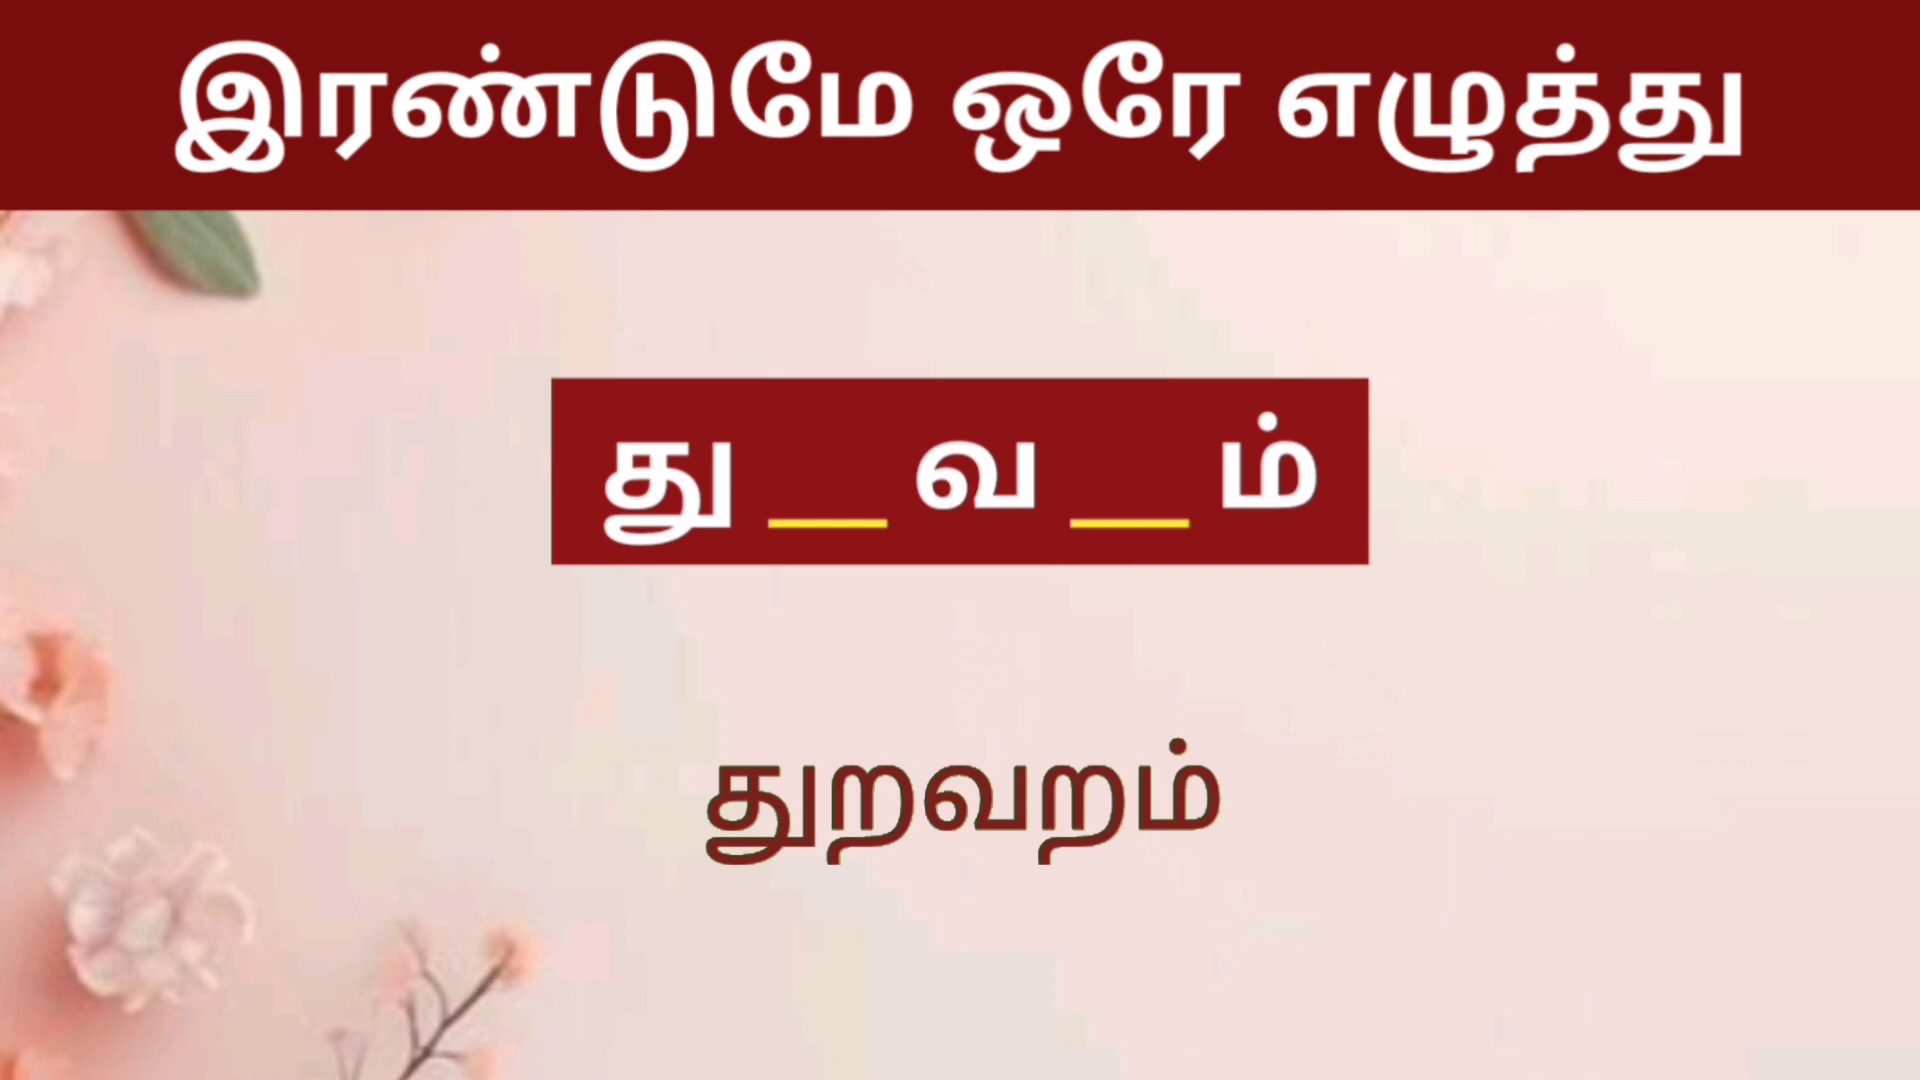 இரண்டுமே ஒரே எழுத்து
து __ வ __ ம்
துறவறம்